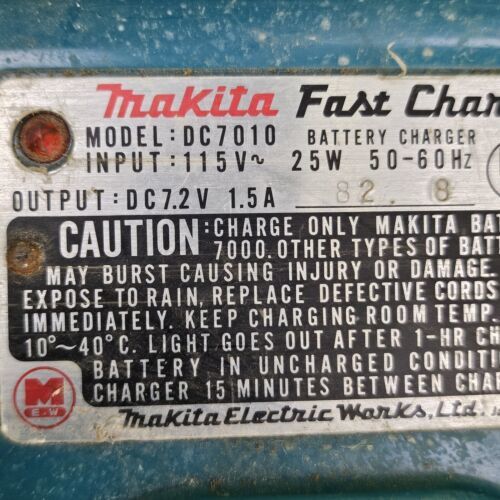 Makita Fast Char
MODEL: DC7010 BATTERY CHARGER
INPUT: 115V~ 25W 50-60Hz
OUTPUT: DC7.2V 1.5A 82. 8
CAUTION: CHARGE ONLY MAKITA BAT
7000. OTHER TYPES OF BATT
MAY BURST CAUSING INJURY OR DAMAGE
EXPOSE TO RAIN, REPLACE DEFECTIVE CORDS
IMMEDIATELY. KEEP CHARGING ROOM TEMP.
10°~40°C. LIGHT GOES OUT AFTER 1-HR CH
BATTERY IN UNCHARGED CONDITI
CHARGER 15 MINUTES BETWEEN CHA
M
E.W
Makita Electric Works, Ltd.